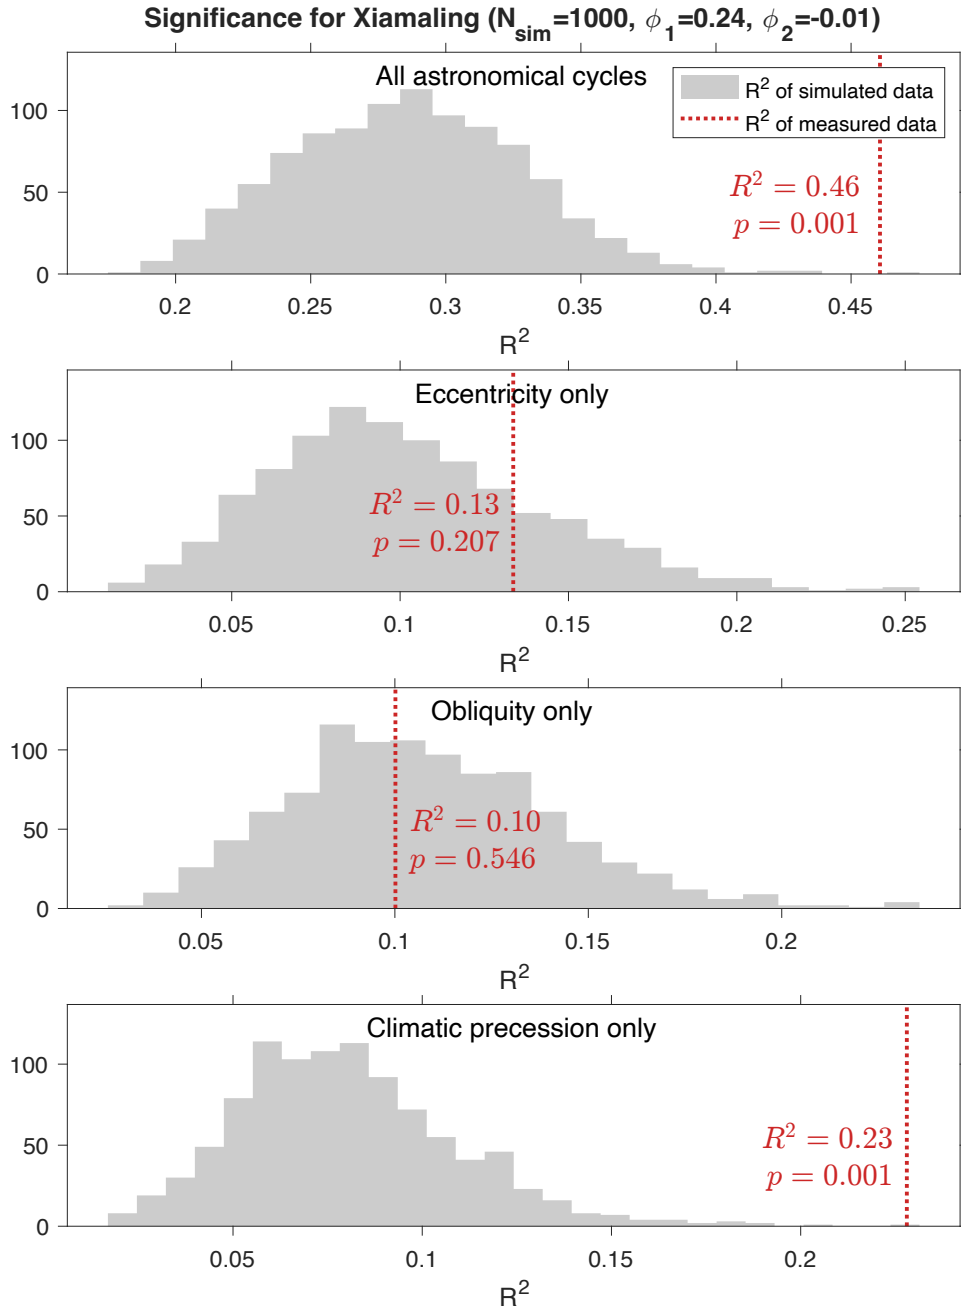 Significance for Xiamaling (N_sim=1000, ϕ_1=0.24, ϕ_2=-0.01)
All astronomical cycles
R² of simulated data
R² of measured data
R² = 0.46
p = 0.001
100
50
0
0.2 0.25 0.3 0.35 0.4 0.45
R²
Eccentricity only
R² = 0.13
p = 0.207
100
50
0
0.05 0.1 0.15 0.2 0.25
R²
Obliquity only
R² = 0.10
p = 0.546
100
50
0
0.05 0.1 0.15 0.2
R²
Climatic precession only
R² = 0.23
p = 0.001
100
50
0
0.05 0.1 0.15 0.2
R²